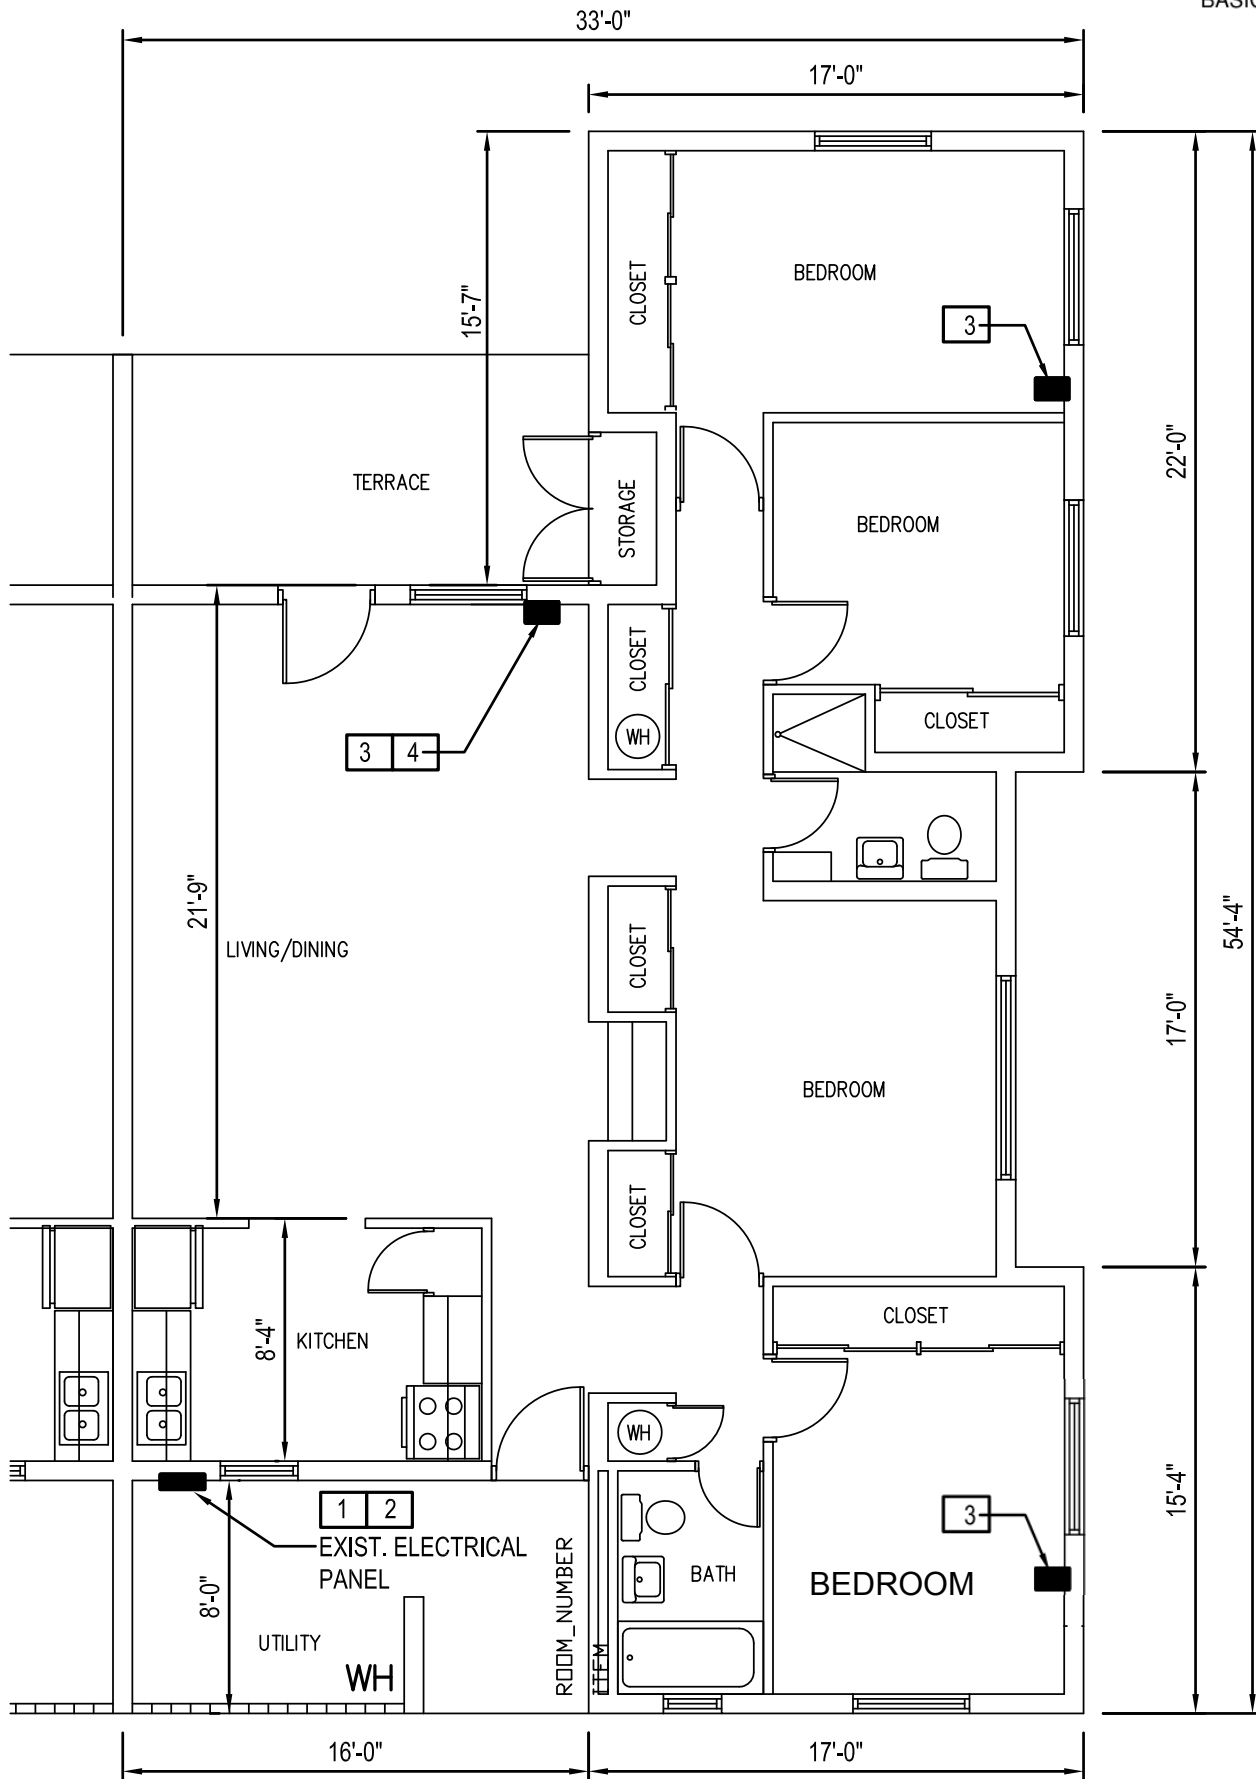 BASIC
33'-0"
17'-0"
15'-7"
CLOSET
BEDROOM
3
22'-0"
TERRACE
STORAGE
BEDROOM
CLOSET
WH
CLOSET
3 4
21'-9"
LIVING/DINING
CLOSET
54'-4"
17'-0"
BEDROOM
CLOSET
8'-4"
KITCHEN
CLOSET
WH
15'-4"
1 2
EXIST. ELECTRICAL
PANEL
3
8'-0"
ROOM_NUMBER
ITEM
BATH
BEDROOM
UTILITY
WH
16'-0"
17'-0"